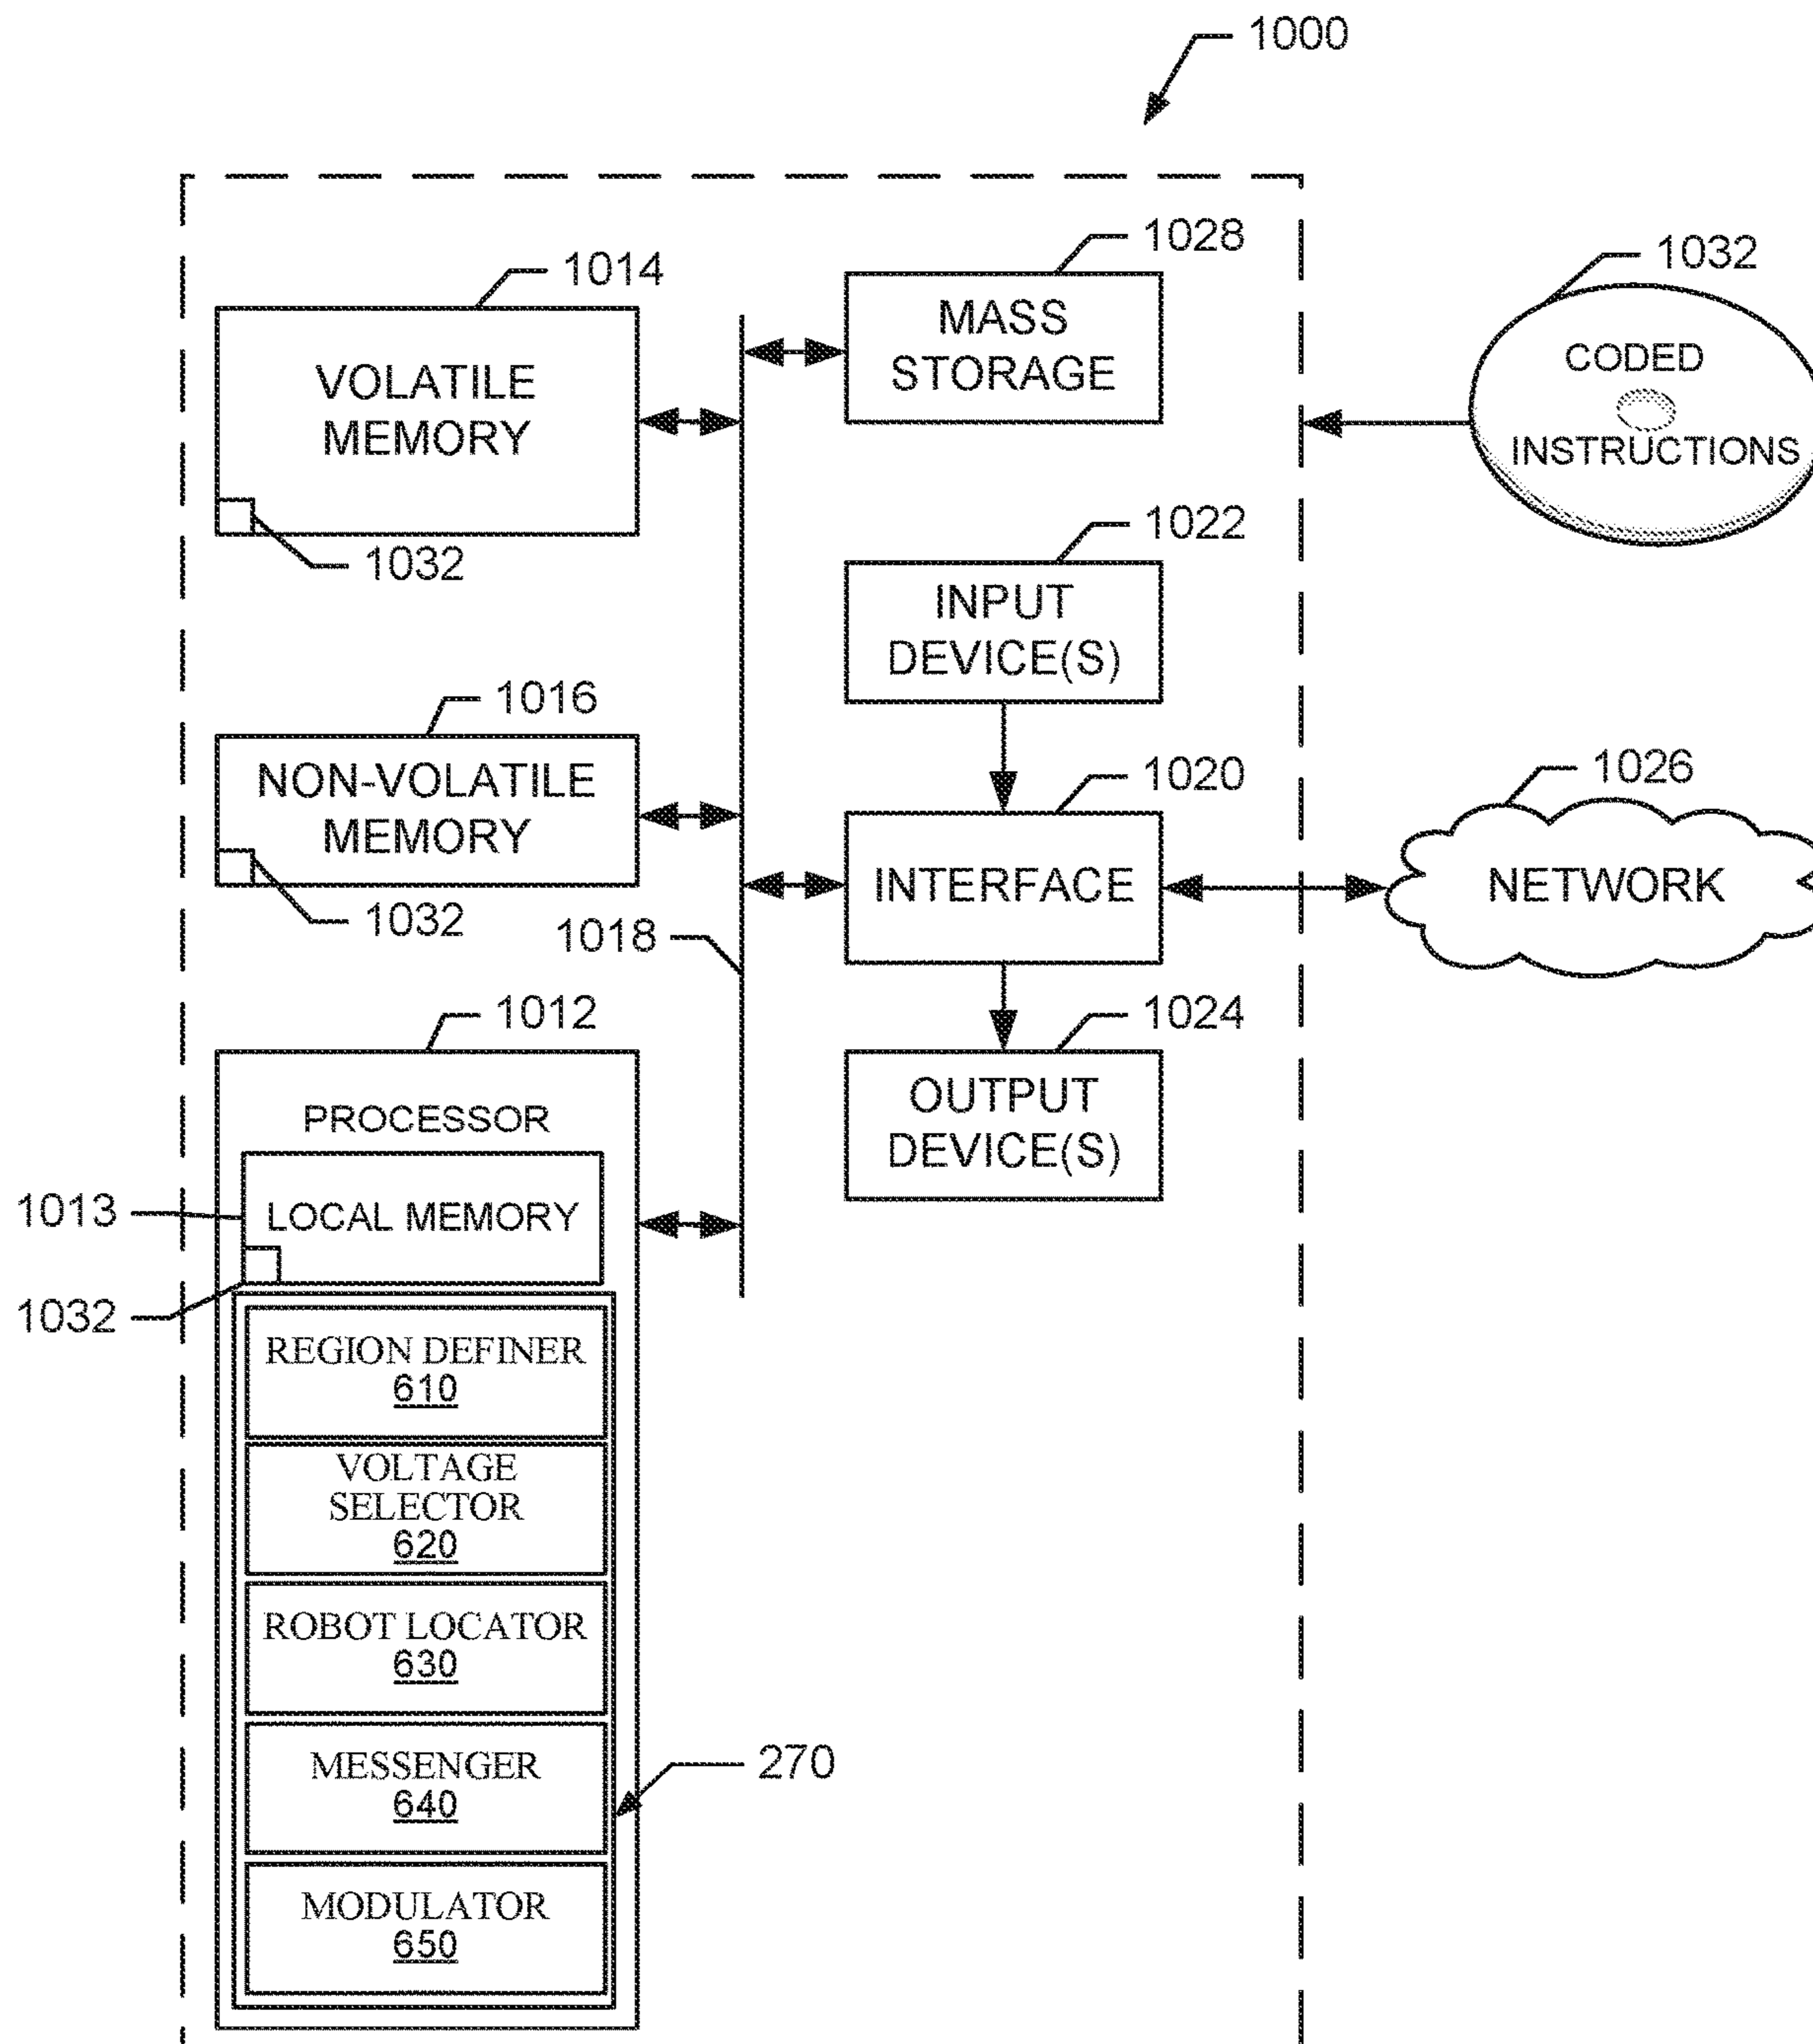 1000
1028
1032
1014
MASS
STORAGE
CODED
INSTRUCTIONS
VOLATILE
MEMORY
1032
1022
INPUT
DEVICE(S)
1016
1020
1026
NON-VOLATILE
MEMORY
INTERFACE
NETWORK
1032
1018
1012
1024
PROCESSOR
OUTPUT
DEVICE(S)
1013
LOCAL MEMORY
1032
REGION DEFINER
610
VOLTAGE
SELECTOR
620
ROBOT LOCATOR
630
MESSENGER
640
270
MODULATOR
650